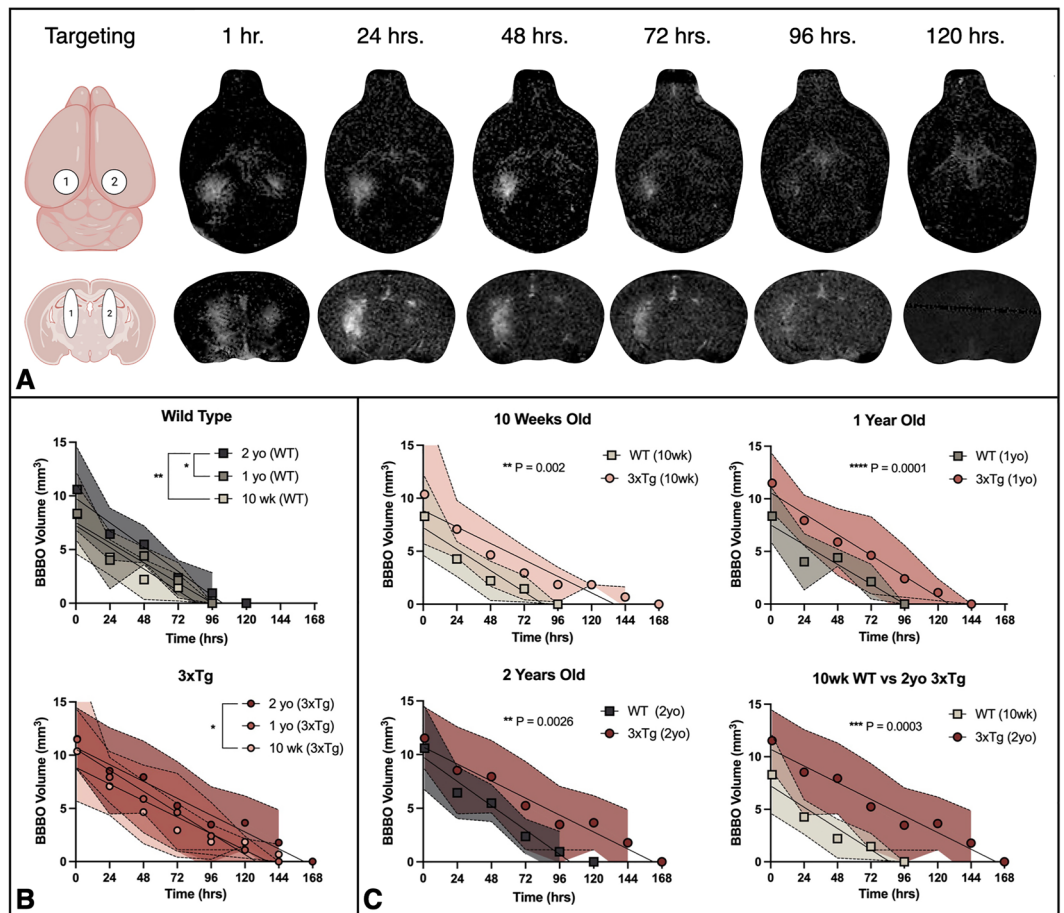 Targeting 1 hr. 24 hrs. 48 hrs. 72 hrs. 96 hrs. 120 hrs.
1 2
1 2
A
Wild Type
BBBO Volume (mm³)
15
10
5
0
** *
2 yo (WT)
1 yo (WT)
10 wk (WT)
0 24 48 72 96 120 144 168
Time (hrs)
3xTg
BBBO Volume (mm³)
15
10
5
0
*
2 yo (3xTg)
1 yo (3xTg)
10 wk (3xTg)
0 24 48 72 96 120 144 168
Time (hrs)
B
10 Weeks Old
BBBO Volume (mm³)
15
10
5
0
** P = 0.002
WT (10wk)
3xTg (10wk)
0 24 48 72 96 120 144 168
Time (hrs)
1 Year Old
BBBO Volume (mm³)
15
10
5
0
**** P = 0.0001
WT (1yo)
3xTg (1yo)
0 24 48 72 96 120 144 168
Time (hrs)
2 Years Old
BBBO Volume (mm³)
15
10
5
0
** P = 0.0026
WT (2yo)
3xTg (2yo)
0 24 48 72 96 120 144 168
Time (hrs)
10wk WT vs 2yo 3xTg
BBBO Volume (mm³)
15
10
5
0
*** P = 0.0003
WT (10wk)
3xTg (2yo)
0 24 48 72 96 120 144 168
Time (hrs)
C